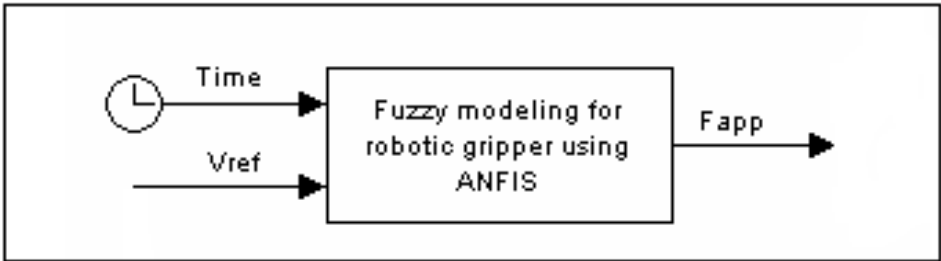 Time
Vref
Fuzzy modeling for
robotic gripper using
ANFIS
Fapp